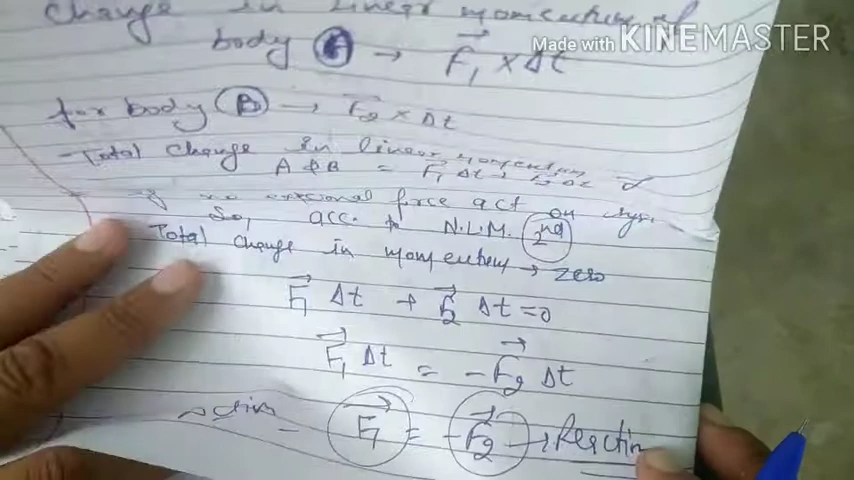 Change in linear momentum of
body (A) → F₁ × Δt
Made with KINEMASTER
for body (B) → F₂ × Δt
Total change in linear momentum of
A & B = F₁ Δt + F₂ Δt
If no external force act on sys.
So, acc. to N.L.M. 2nd
Total change in momentum → zero
F₁ Δt + F₂ Δt = 0
F₁ Δt = -F₂ Δt
Action - F₁ = -F₂ → Reaction